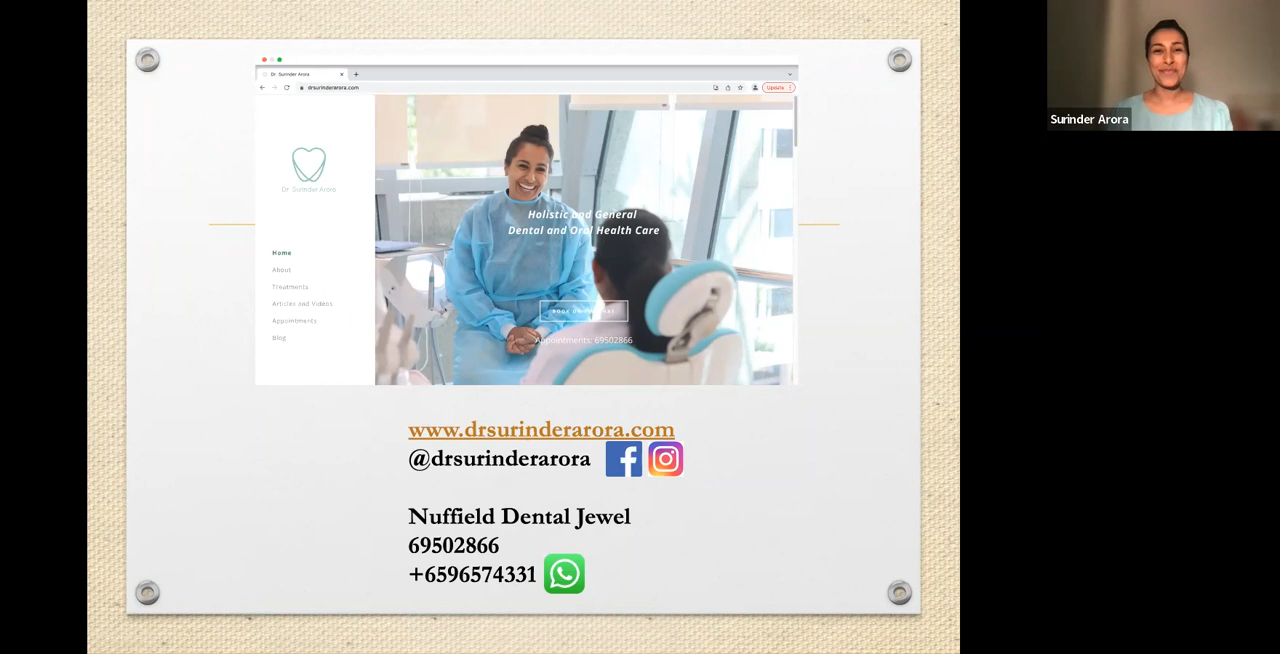 Dr. Surinder Arora
drsurinderarora.com
Update
Dr. Surinder Arora
Home
About
Treatments
Articles and Videos
Appointments
Blog
Holistic and General
Dental and Oral Health Care
Appointments: 69502866
www.drsurinderarora.com
@drsurinderarora
Nuffield Dental Jewel
69502866
+6596574331
Surinder Arora